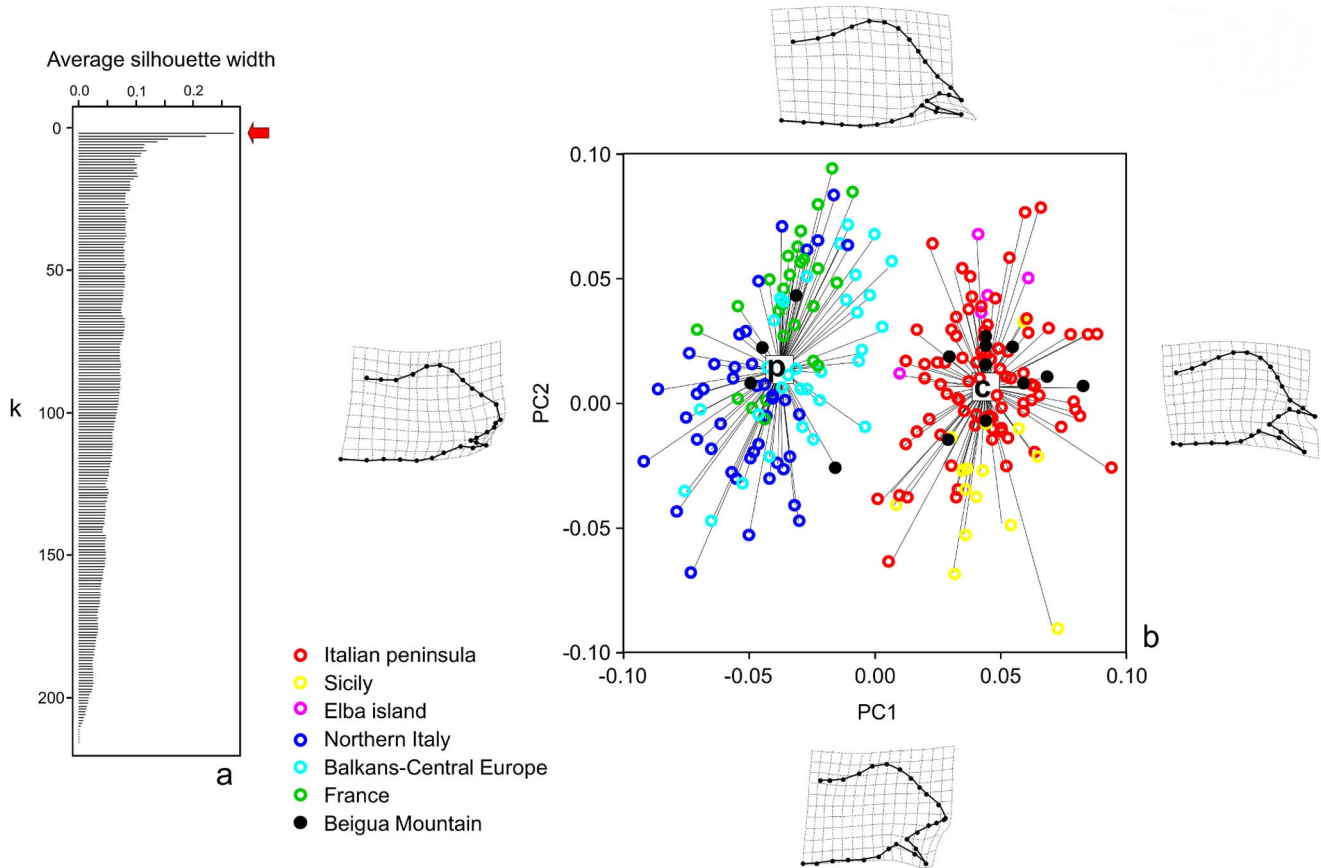 Average silhouette width
0.0 0.1 0.2
0
50
k
100
150
200
a
0.10
0.05
PC2
0.00
-0.05
-0.10
p
c
b
-0.10 -0.05 0.00 0.05 0.10
PC1
Italian peninsula
Sicily
Elba island
Northern Italy
Balkans-Central Europe
France
Beigua Mountain